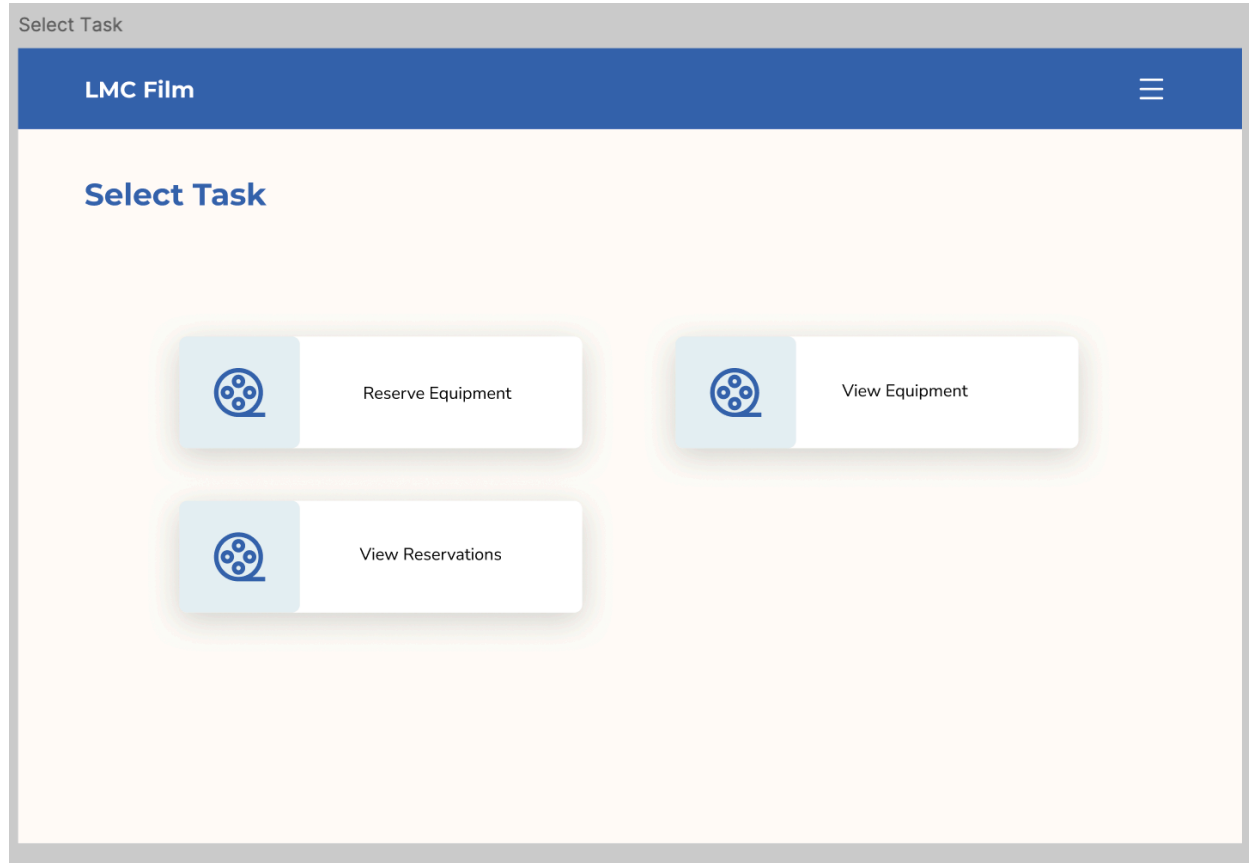 Select Task
LMC Film
Select Task
Reserve Equipment
View Equipment
View Reservations